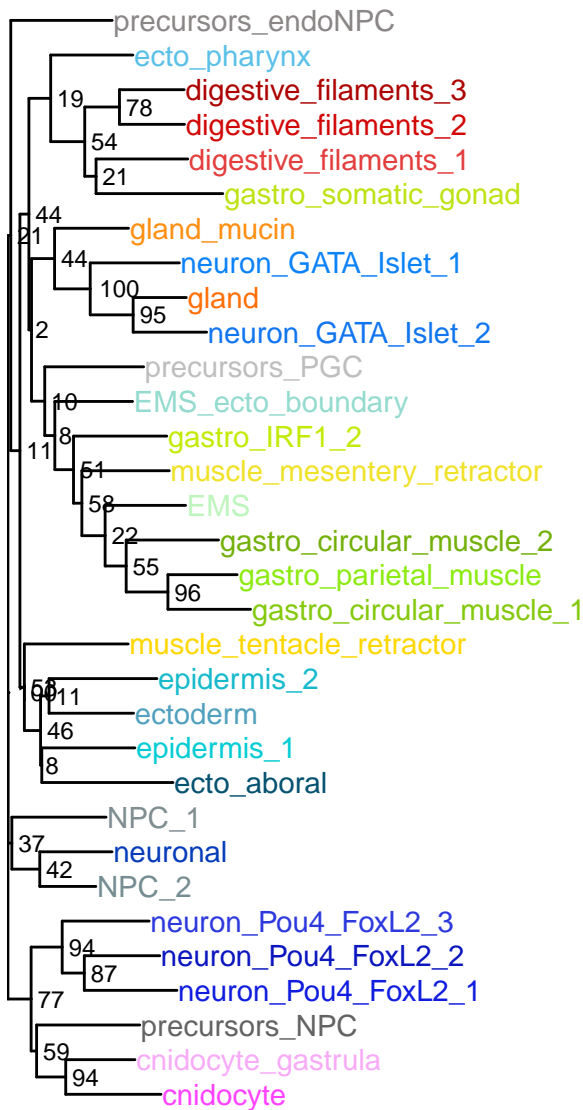 precursors_endoNPC
ecto_pharynx
19
digestive_filaments_3
78
digestive_filaments_2
54
digestive_filaments_1
21
gastro_somatic_gonad
44
21
gland_mucin
44
neuron_GATA_Islet_1
100
gland
95
neuron_GATA_Islet_2
2
precursors_PGC
10
EMS_ecto_boundary
8
11
gastro_IRF1_2
51
muscle_mesentery_retractor
58
EMS
22
gastro_circular_muscle_2
55
gastro_parietal_muscle
96
gastro_circular_muscle_1
muscle_tentacle_retractor
epidermis_2
11
ectoderm
46
epidermis_1
8
ecto_aboral
NPC_1
37
neuronal
42
NPC_2
neuron_Pou4_FoxL2_3
94
neuron_Pou4_FoxL2_2
87
neuron_Pou4_FoxL2_1
77
precursors_NPC
59
cnidocyte_gastrula
94
cnidocyte